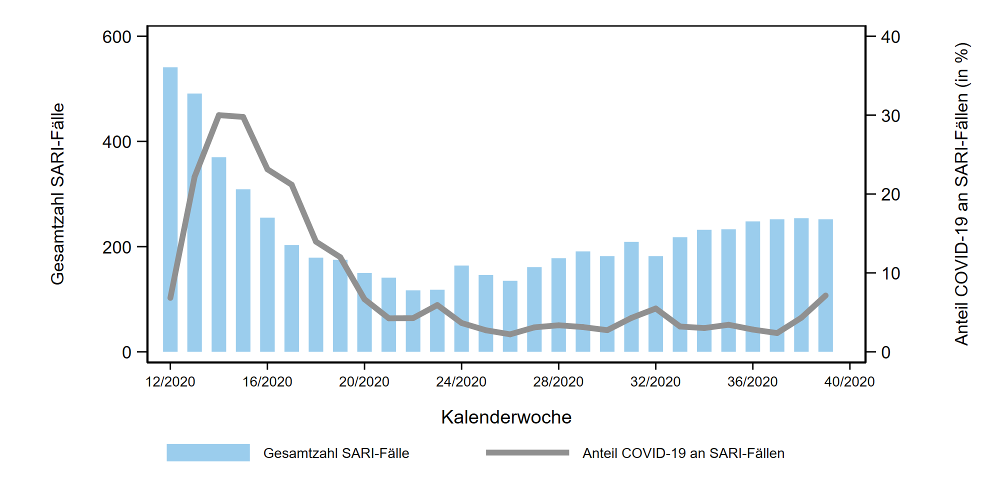 600
400
200
0
Gesamtzahl SARI-Fälle
40
30
20
10
0
Anteil COVID-19 an SARI-Fällen (in %)
12/2020 16/2020 20/2020 24/2020 28/2020 32/2020 36/2020 40/2020
Kalenderwoche
Gesamtzahl SARI-Fälle Anteil COVID-19 an SARI-Fällen